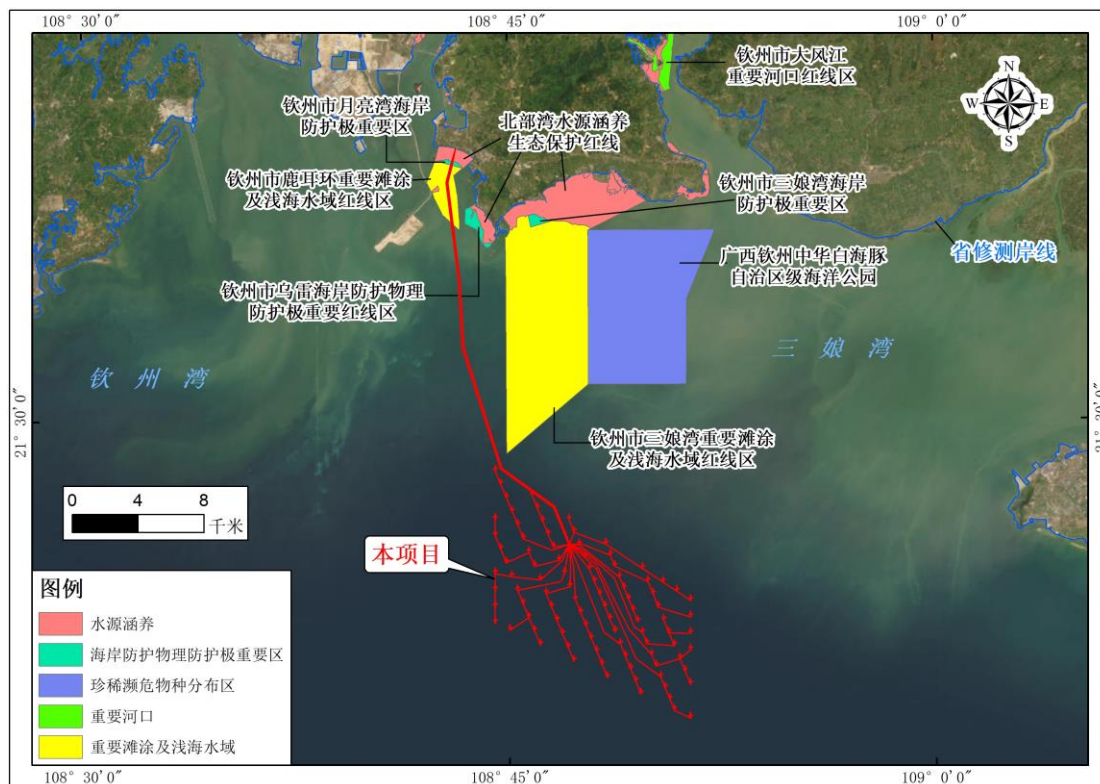 108° 30′0″
108° 45′0″
109° 0′0″
钦州市大风江
重要河口红线区
N
W
E
S
钦州市月亮湾海岸
防护极重要区
北部湾水源涵养
生态保护红线
钦州市鹿耳环重要滩涂
及浅海水域红线区
钦州市三娘湾海岸
防护极重要区
省修测岸线
广西钦州中华白海豚
自治区级海洋公园
钦州市乌雷海岸防护物理
防护极重要红线区
钦州湾
三娘湾
21° 30′0″
21° 30′0″
钦州市三娘湾重要滩涂
及浅海水域红线区
0 4 8
千米
本项目
图例
水源涵养
海岸防护物理防护极重要区
珍稀濒危物种分布区
重要河口
重要滩涂及浅海水域
108° 30′0″
108° 45′0″
109° 0′0″